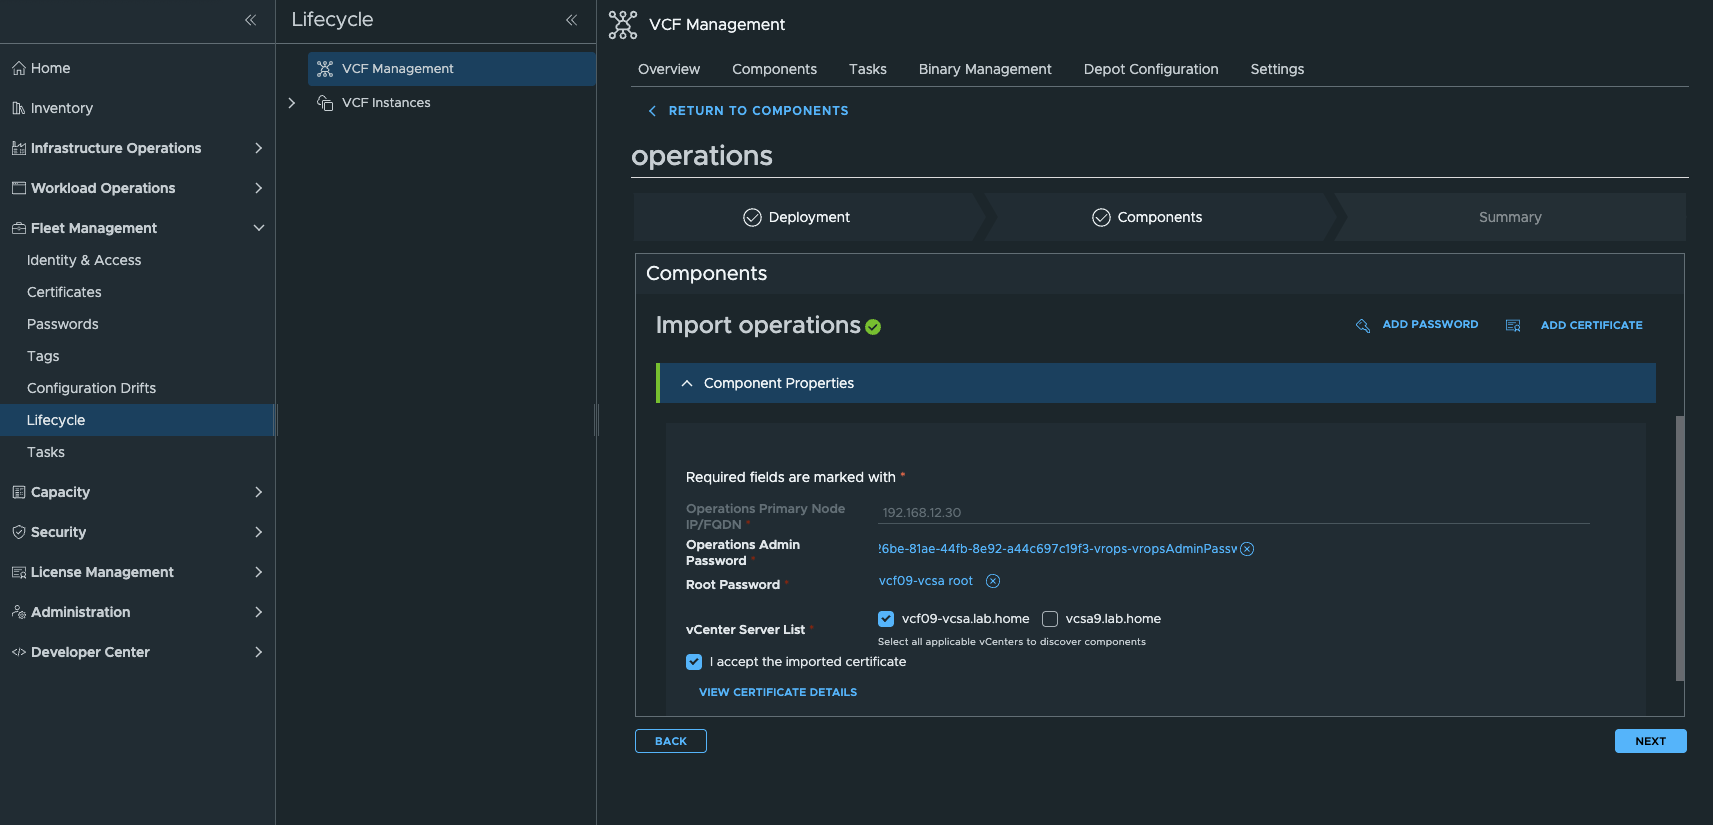 Home
Inventory
Infrastructure Operations
Workload Operations
Fleet Management
Identity & Access
Certificates
Passwords
Tags
Configuration Drifts
Lifecycle
Tasks
Capacity
Security
License Management
Administration
Developer Center
Lifecycle
VCF Management
VCF Instances
VCF Management
Overview Components Tasks Binary Management Depot Configuration Settings
RETURN TO COMPONENTS
operations
Deployment Components Summary
Components
Import operations
ADD PASSWORD ADD CERTIFICATE
Component Properties
Required fields are marked with *
Operations Primary Node
IP/FQDN *
192.168.12.30
Operations Admin
Password *
26be-81ae-44fb-8e92-a44c697c19f3-vrops-vropsAdminPassw
Root Password *
vcf09-vcsa root
vCenter Server List *
vcf09-vcsa.lab.home vcsa9.lab.home
Select all applicable vCenters to discover components
I accept the imported certificate
VIEW CERTIFICATE DETAILS
BACK NEXT